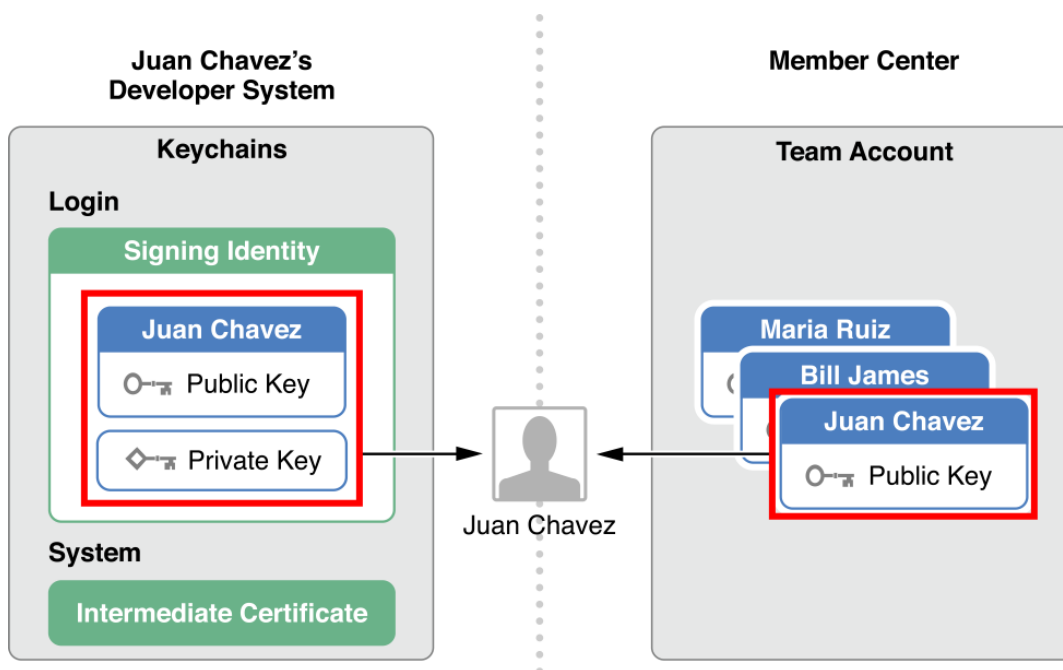 Juan Chavez’s
Developer System
Keychains
Login
Signing Identity
Juan Chavez
Public Key
Private Key
System
Intermediate Certificate
Juan Chavez
Member Center
Team Account
Maria Ruiz
Bill James
Juan Chavez
Public Key